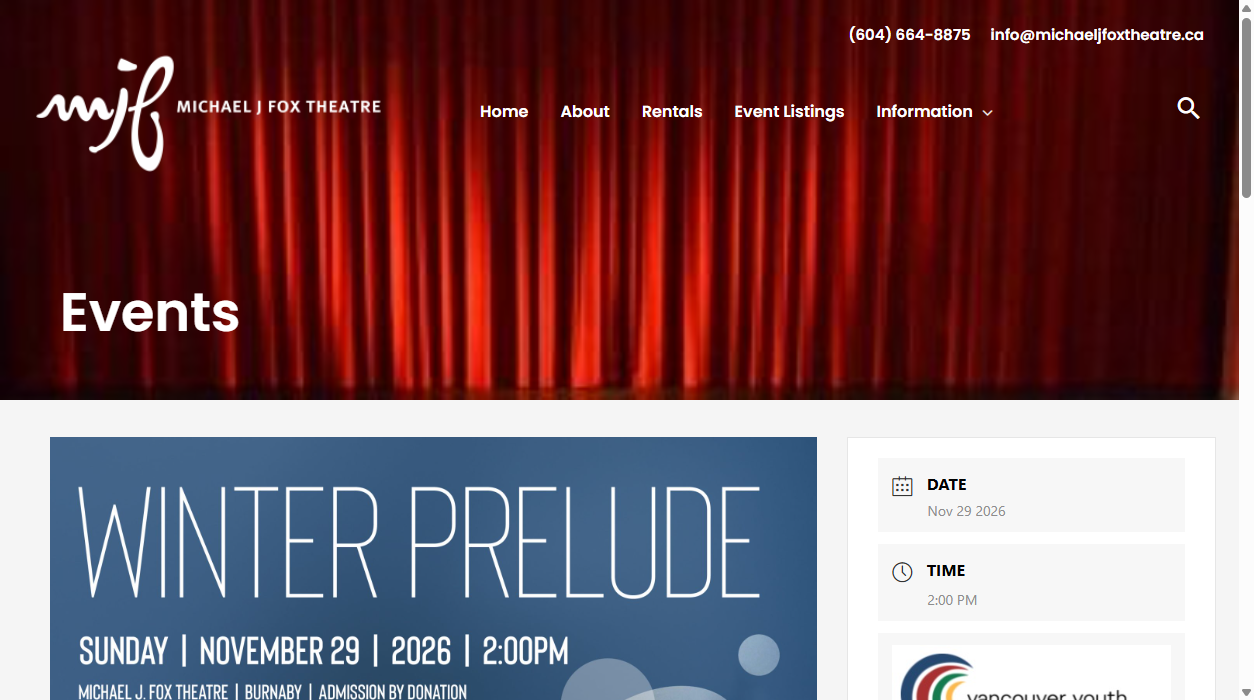 (604) 664-8875 info@michaeljfoxtheatre.ca
mjf MICHAEL J FOX THEATRE
Home About Rentals Event Listings Information
Events
WINTER PRELUDE
SUNDAY | NOVEMBER 29 | 2026 | 2:00PM
MICHAEL J. FOX THEATRE | BURNABY | ADMISSION BY DONATION
DATE
Nov 29 2026
TIME
2:00 PM
vancouver youth